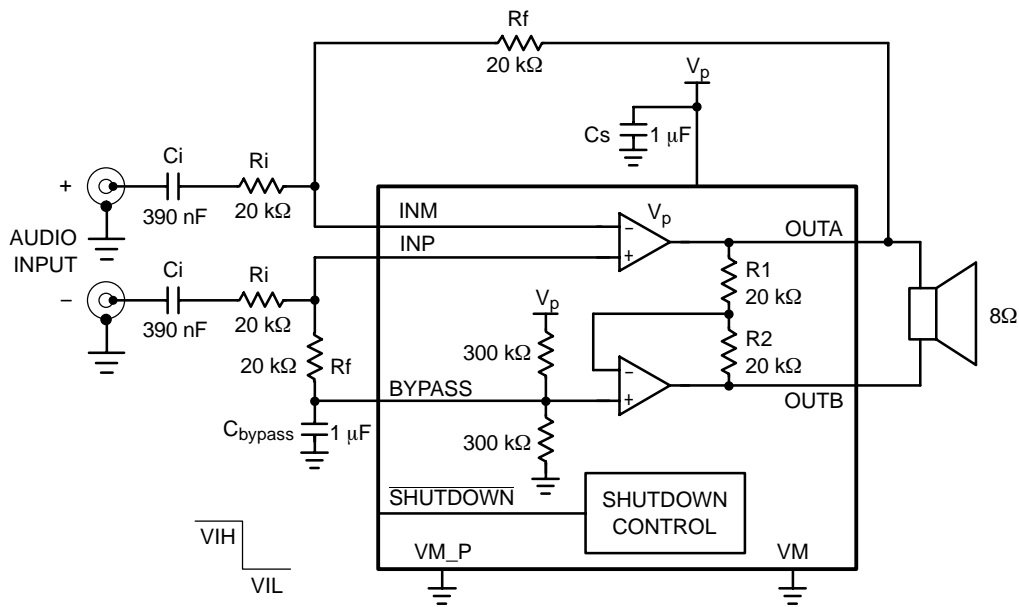 Rf
20 kΩ
Vp
Cs
1 μF
Ci
Ri
+
390 nF
20 kΩ
AUDIO
INPUT
INM
INP
Vp
−
+
OUTA
R1
20 kΩ
Ci
Ri
−
390 nF
20 kΩ
Vp
R2
20 kΩ
8Ω
20 kΩ
Rf
300 kΩ
−
+
BYPASS
OUTB
Cbypass
1 μF
300 kΩ
SHUTDOWN
SHUTDOWN
CONTROL
VIH
VIL
VM_P
VM